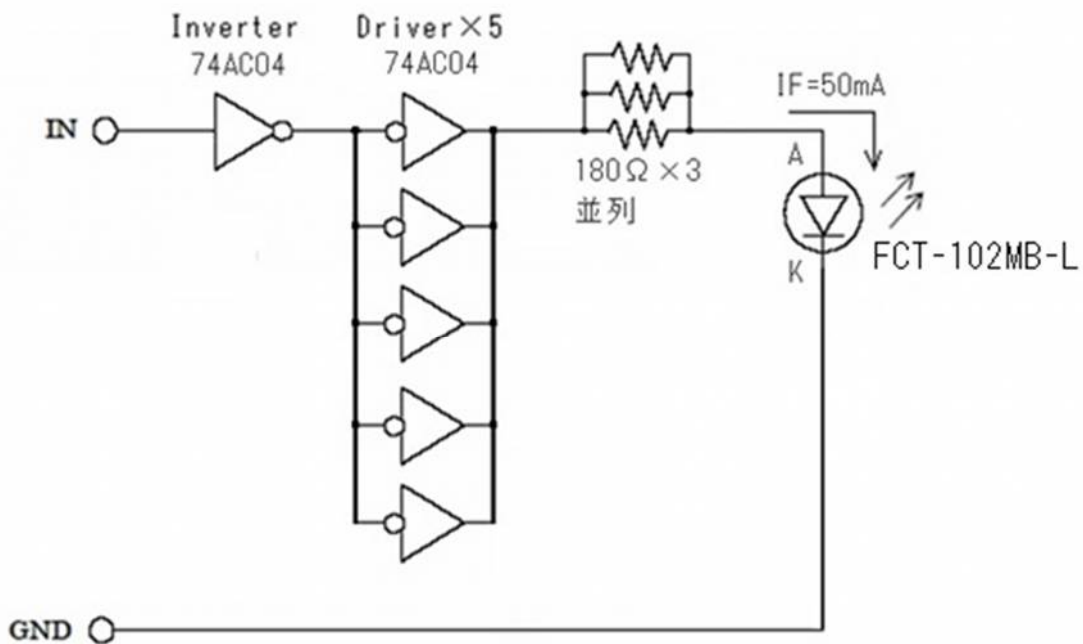 Inverter
74AC04
Driver×5
74AC04
IN
180Ω×3
並列
IF=50mA
A
K
FCT-102MB-L
GND